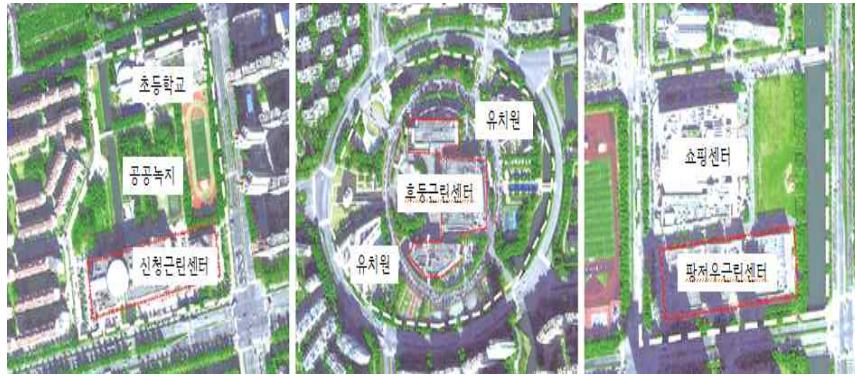 초등학교
공공녹지
신청근린센터
유치원
후동근린센터
유치원
쇼핑센터
팡저우근린센터